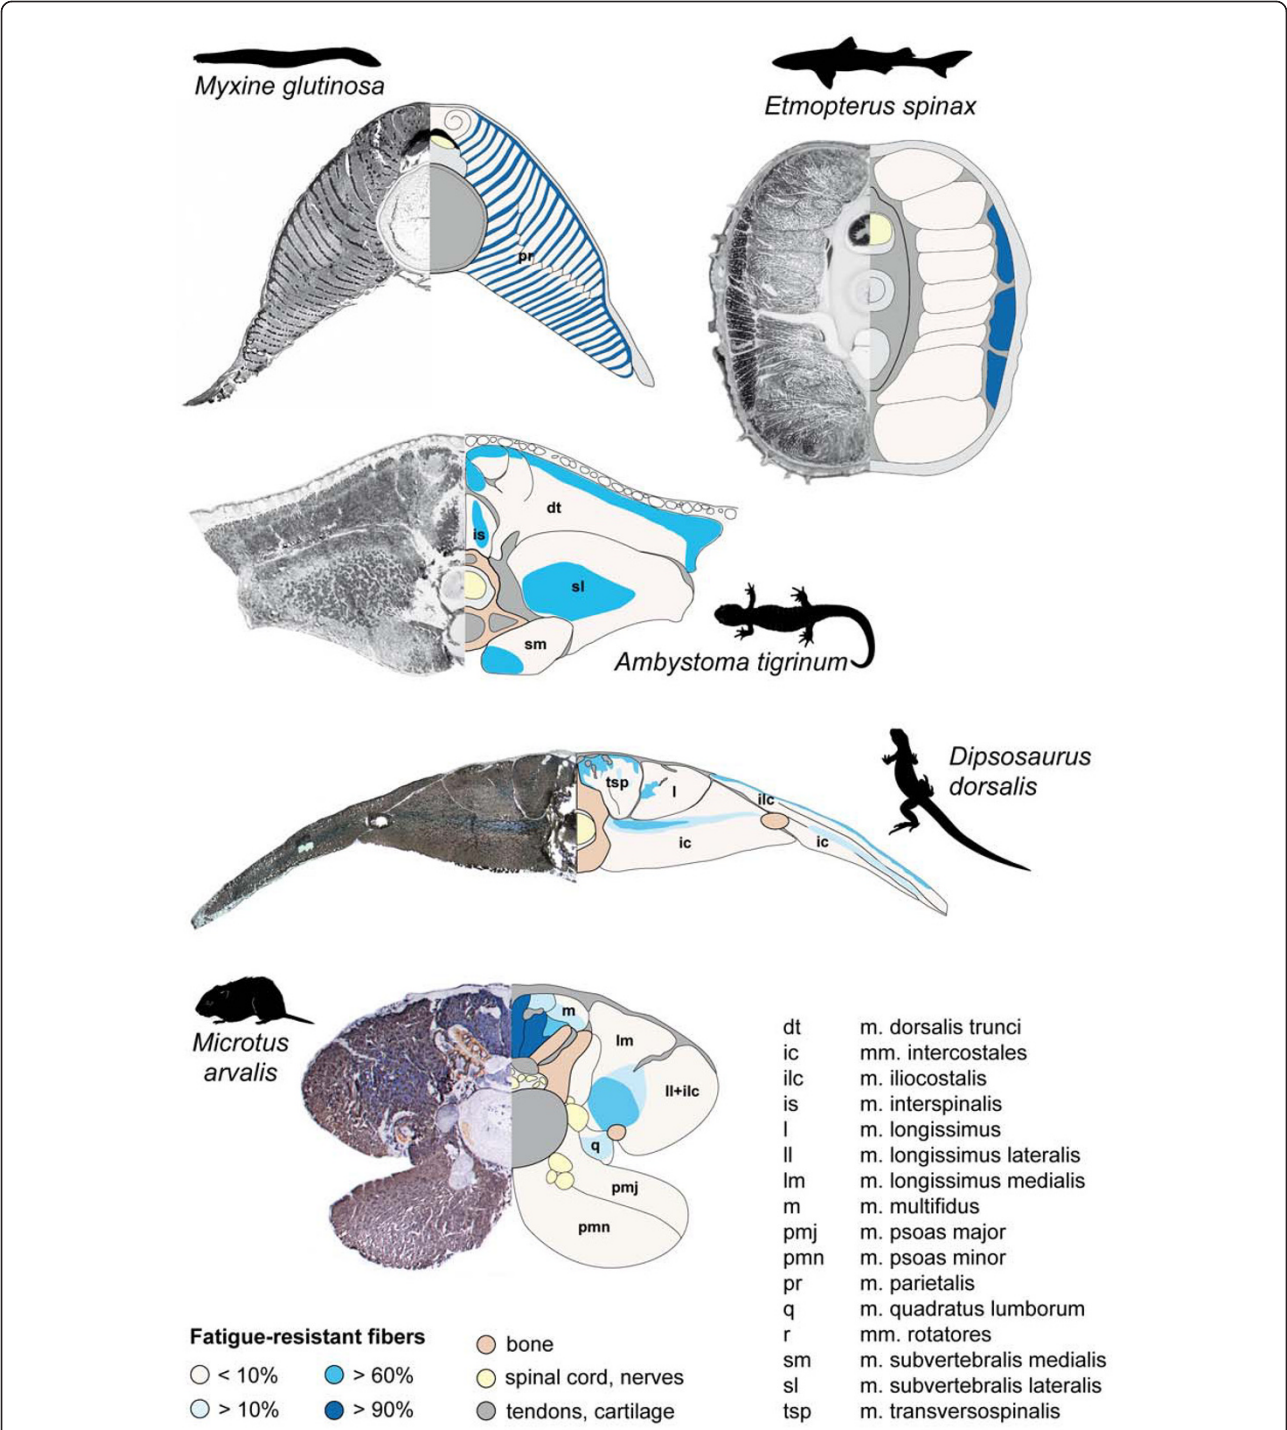 Myxine glutinosa
Etmopterus spinax
pr
dt
is
sl
sm
Ambystoma tigrinum
Dipsosaurus
dorsalis
tsp
l
ilc
ic
ic
Microtus
arvalis
m
lm
ll+ilc
q
pmj
pmn
dt m. dorsalis trunci
ic mm. intercostales
ilc m. iliocostalis
is m. interspinalis
l m. longissimus
ll m. longissimus lateralis
lm m. longissimus medialis
m m. multifidus
pmj m. psoas major
pmn m. psoas minor
pr m. parietalis
q m. quadratus lumborum
r mm. rotatores
sm m. subvertebralis medialis
sl m. subvertebralis lateralis
tsp m. transversospinalis
Fatigue-resistant fibers
< 10%
> 60%
> 10%
> 90%
bone
spinal cord, nerves
tendons, cartilage